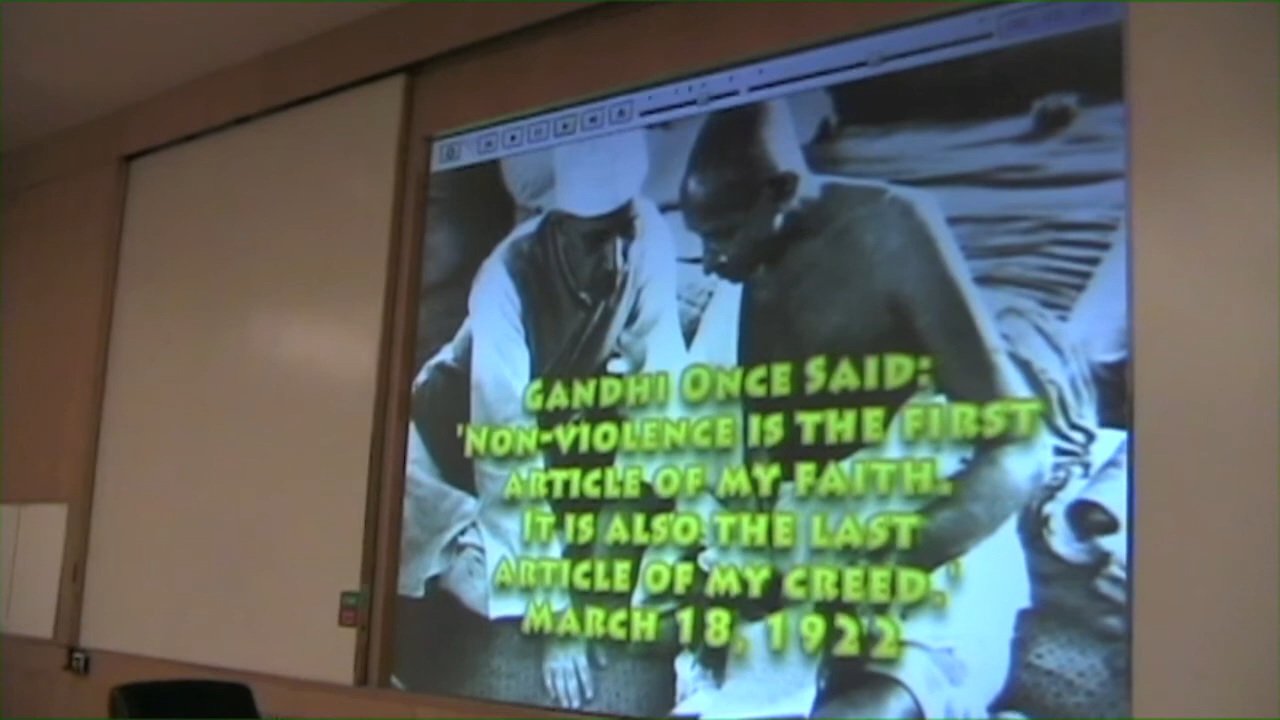 GANDHI ONCE SAID:
'NON-VIOLENCE IS THE FIRST
ARTICLE OF MY FAITH.
IT IS ALSO THE LAST
ARTICLE OF MY CREED.'
MARCH 18, 1922